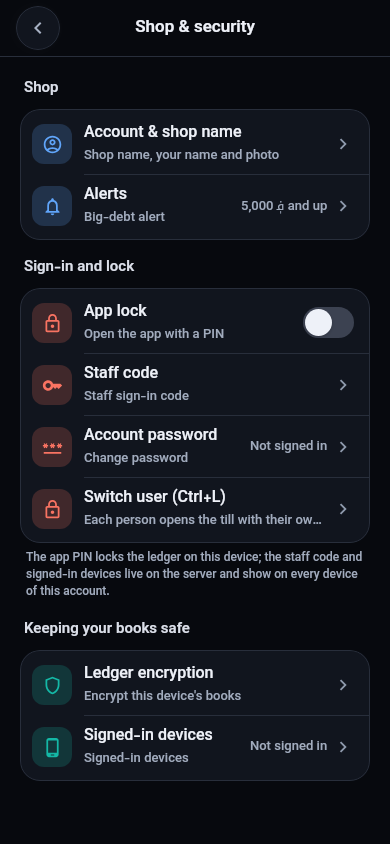 Shop & security
Shop
Account & shop name
Shop name, your name and photo
Alerts
Big-debt alert
5,000 ؋ and up
Sign-in and lock
App lock
Open the app with a PIN
Staff code
Staff sign-in code
Account password
Change password
Not signed in
Switch user (Ctrl+L)
Each person opens the till with their ow...
The app PIN locks the ledger on this device; the staff code and
signed-in devices live on the server and show on every device
of this account.
Keeping your books safe
Ledger encryption
Encrypt this device's books
Signed-in devices
Signed-in devices
Not signed in